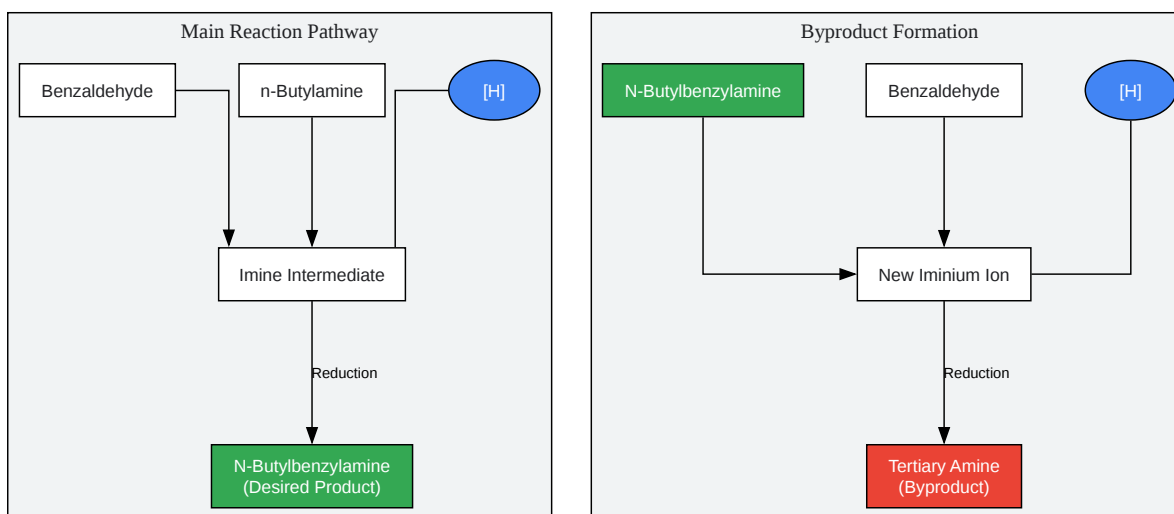 Main Reaction Pathway
Benzaldehyde
n-Butylamine
[H]
Imine Intermediate
Reduction
N-Butylbenzylamine
(Desired Product)
Byproduct Formation
N-Butylbenzylamine
Benzaldehyde
[H]
New Iminium Ion
Reduction
Tertiary Amine
(Byproduct)